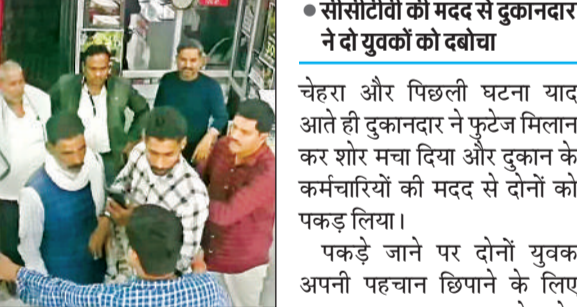 ● सीसीटीवी की मदद से दुकानदार
ने दो युवकों को दबोचा
चेहरा और पिछली घटना याद
आते ही दुकानदार ने फुटेज मिलान
कर शोर मचा दिया और दुकान के
कर्मचारियों की मदद से दोनों को
पकड़ लिया।
पकड़े जाने पर दोनों युवक
अपनी पहचान छिपाने के लिए